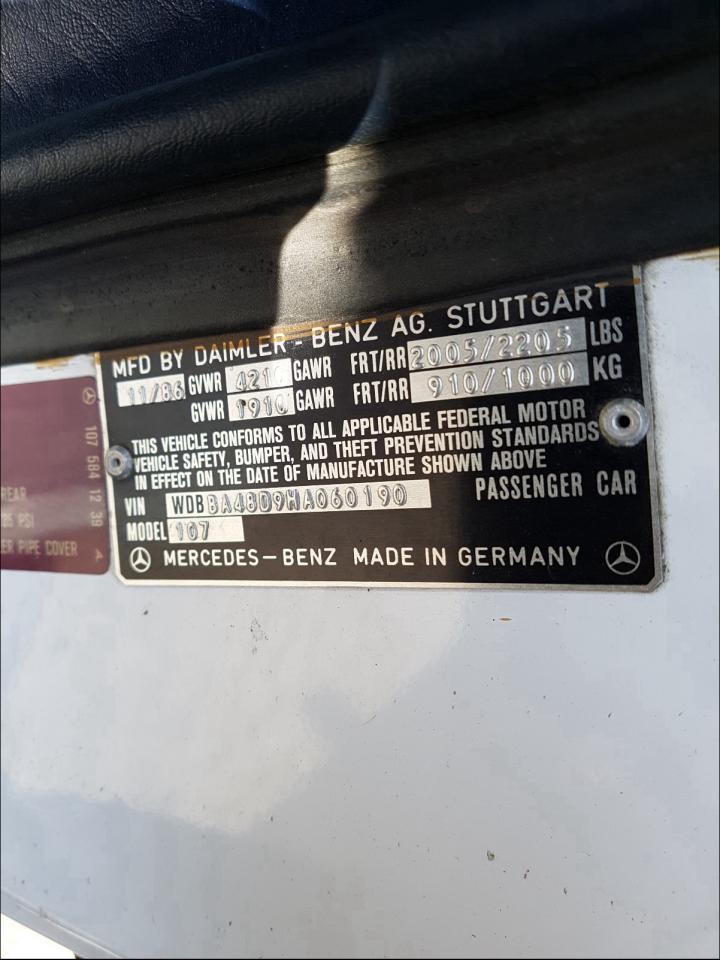 MFD BY DAIMLER - BENZ AG. STUTTGART
11/86 GVWR GAWR FRT/RR 2005/2205 LBS
GVWR 1910 GAWR FRT/RR 910/1000 KG
THIS VEHICLE CONFORMS TO ALL APPLICABLE FEDERAL MOTOR
VEHICLE SAFETY, BUMPER, AND THEFT PREVENTION STANDARDS
IN EFFECT ON THE DATE OF MANUFACTURE SHOWN ABOVE
VIN WDBBA48D9HA060190 PASSENGER CAR
MODEL 107
MERCEDES-BENZ MADE IN GERMANY
107 584 12 39
REAR
PSI
PIPE COVER